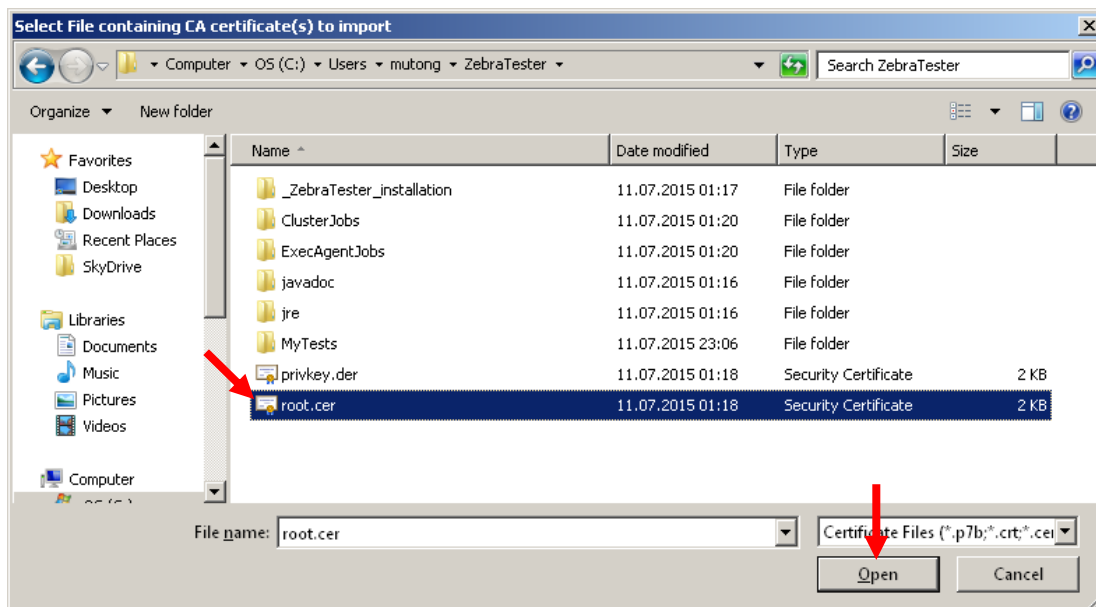 Select File containing CA certificate(s) to import
Computer OS (C:) Users mutong ZebraTester
Search ZebraTester
Organize New folder
Name Date modified Type Size
Favorites
Desktop
Downloads
Recent Places
SkyDrive
Libraries
Documents
Music
Pictures
Videos
Computer
_ZebraTester_installation 11.07.2015 01:17 File folder
ClusterJobs 11.07.2015 01:20 File folder
ExecAgentJobs 11.07.2015 01:20 File folder
javadoc 11.07.2015 01:16 File folder
jre 11.07.2015 01:16 File folder
MyTests 11.07.2015 23:06 File folder
privkey.der 11.07.2015 01:18 Security Certificate 2 KB
root.cer 11.07.2015 01:18 Security Certificate 2 KB
File name: root.cer
Certificate Files (*.p7b;*.crt;*.cer
Open Cancel